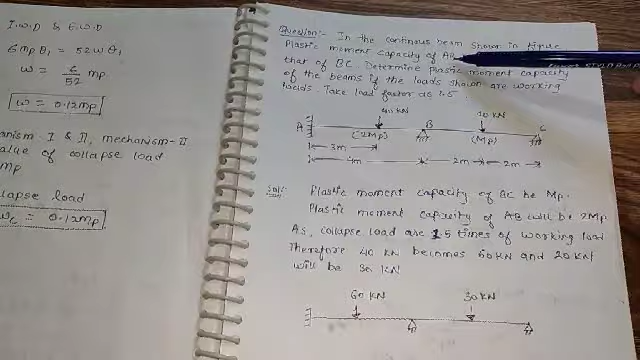 I.W.D & E.W.D
6mp θ1 = 52w θ1
w = 6/52 mp.
w = 0.12mp
anism - I & II, mechanism - II
value of collapse load
mp
lapse load
wc = 0.12mp
Question:- In the continous beam shown in figure
Plastic moment capacity of AB
that of BC. Determine plastic moment capacity
of the beams if the loads shown are working
loads. Take load factor as 1.5.
40 KN
20 KN
A
B
C
(2Mp)
(Mp)
3m
4m
2m
2m
Sol:-
Plastic moment capacity of BC be Mp.
Plastic moment capacity of AB will be 2Mp
As, collapse load are 1.5 times of working load
Therefore 40 KN becomes 60 KN and 20 KN
will be 30 KN
60 KN
30 KN